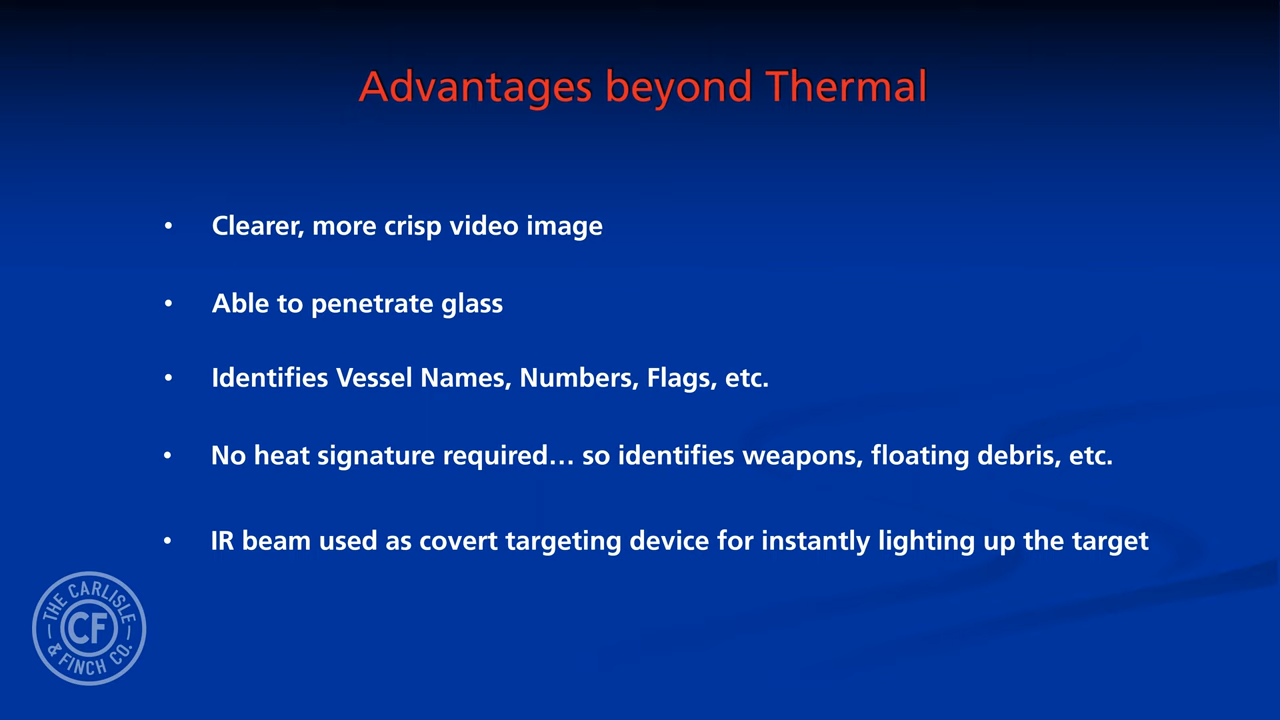 Advantages beyond Thermal
• Clearer, more crisp video image
• Able to penetrate glass
• Identifies Vessel Names, Numbers, Flags, etc.
• No heat signature required... so identifies weapons, floating debris, etc.
• IR beam used as covert targeting device for instantly lighting up the target
THE CARLISLE
CF
& FINCH CO.